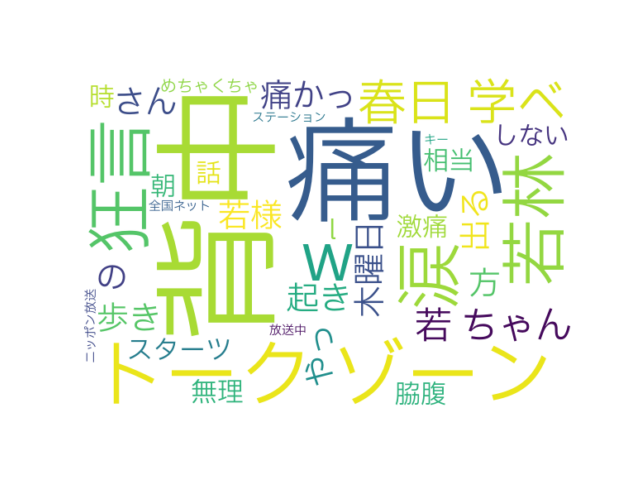 めちゃくちゃ
時
さん
痛かっ
春日
学べ
ステーション
狂言
背中
痛い
しない
キー
相当
話
朝
全国ネット
若様
l
激痛
出る
若林
の
w
木曜日
涙
方
ニッポン放送
歩き
起き
若
ちゃん
放送中
スターツ
やっ
トーク
ゾーン
無理
脇腹